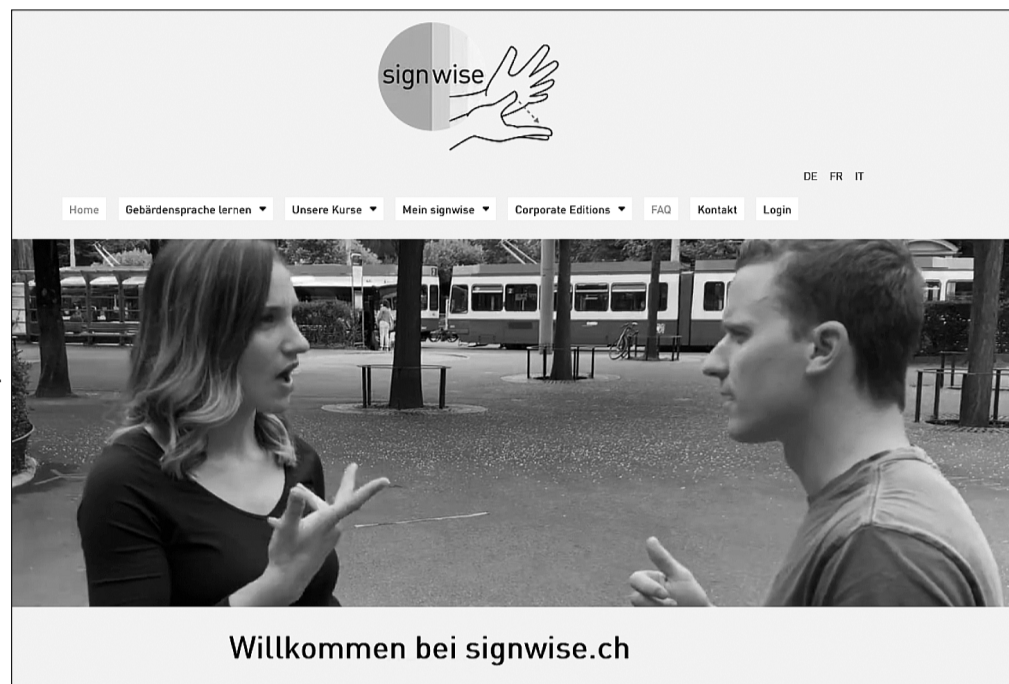 signwise
DE FR IT
Home Gebärdensprache lernen Unsere Kurse Mein signwise Corporate Editions FAQ Kontakt Login
Willkommen bei signwise.ch